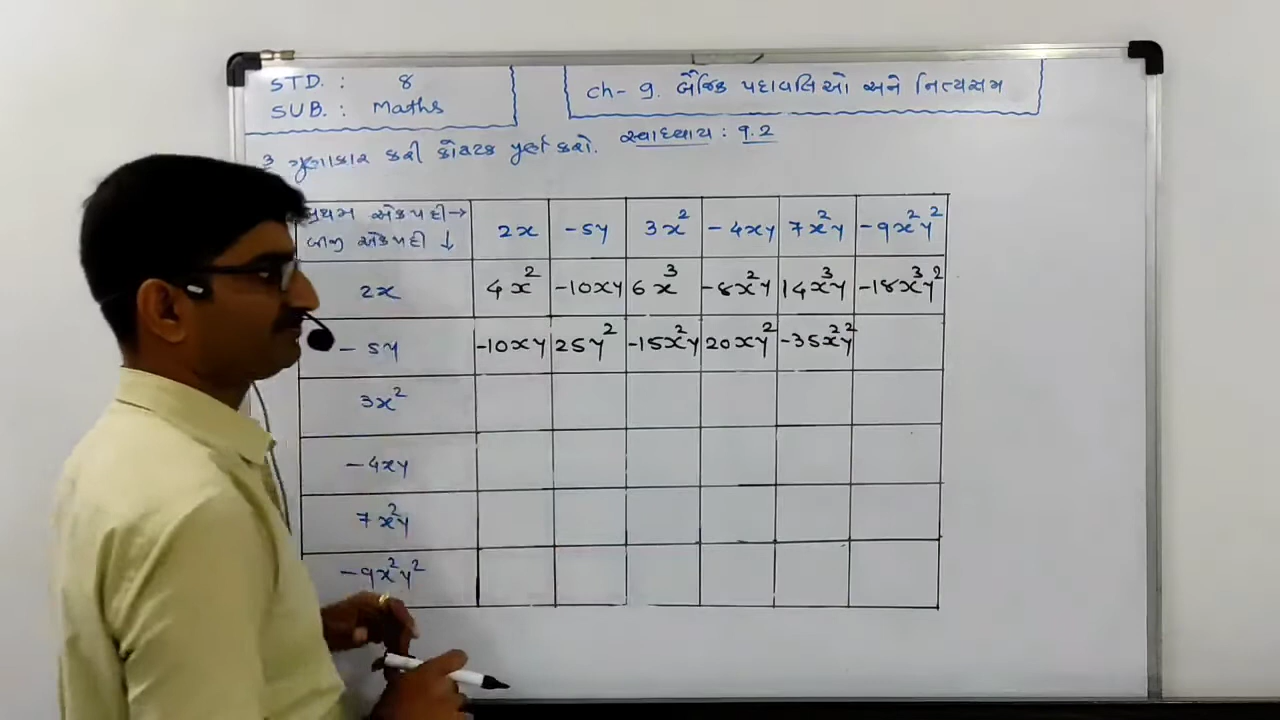 STD. : 8
SUB. : Maths
ch - 9. બૈજિક પદાવલિઓ અને નિત્યસમ
સ્વાધ્યાય : 9.2
3 ગુણાકાર કરી કોષ્ટક પૂર્ણ કરો.
પ્રથમ એકપદી → 2x -5y 3x² -4xy 7x²y -9x²y²
બીજી એકપદી ↓
2x 4x² -10xy 6x³ -8x²y 14x³y -18x³y²
-5y -10xy 25y² -15x²y 20xy² -35x²y²
3x²
-4xy
7x²y
-9x²y²